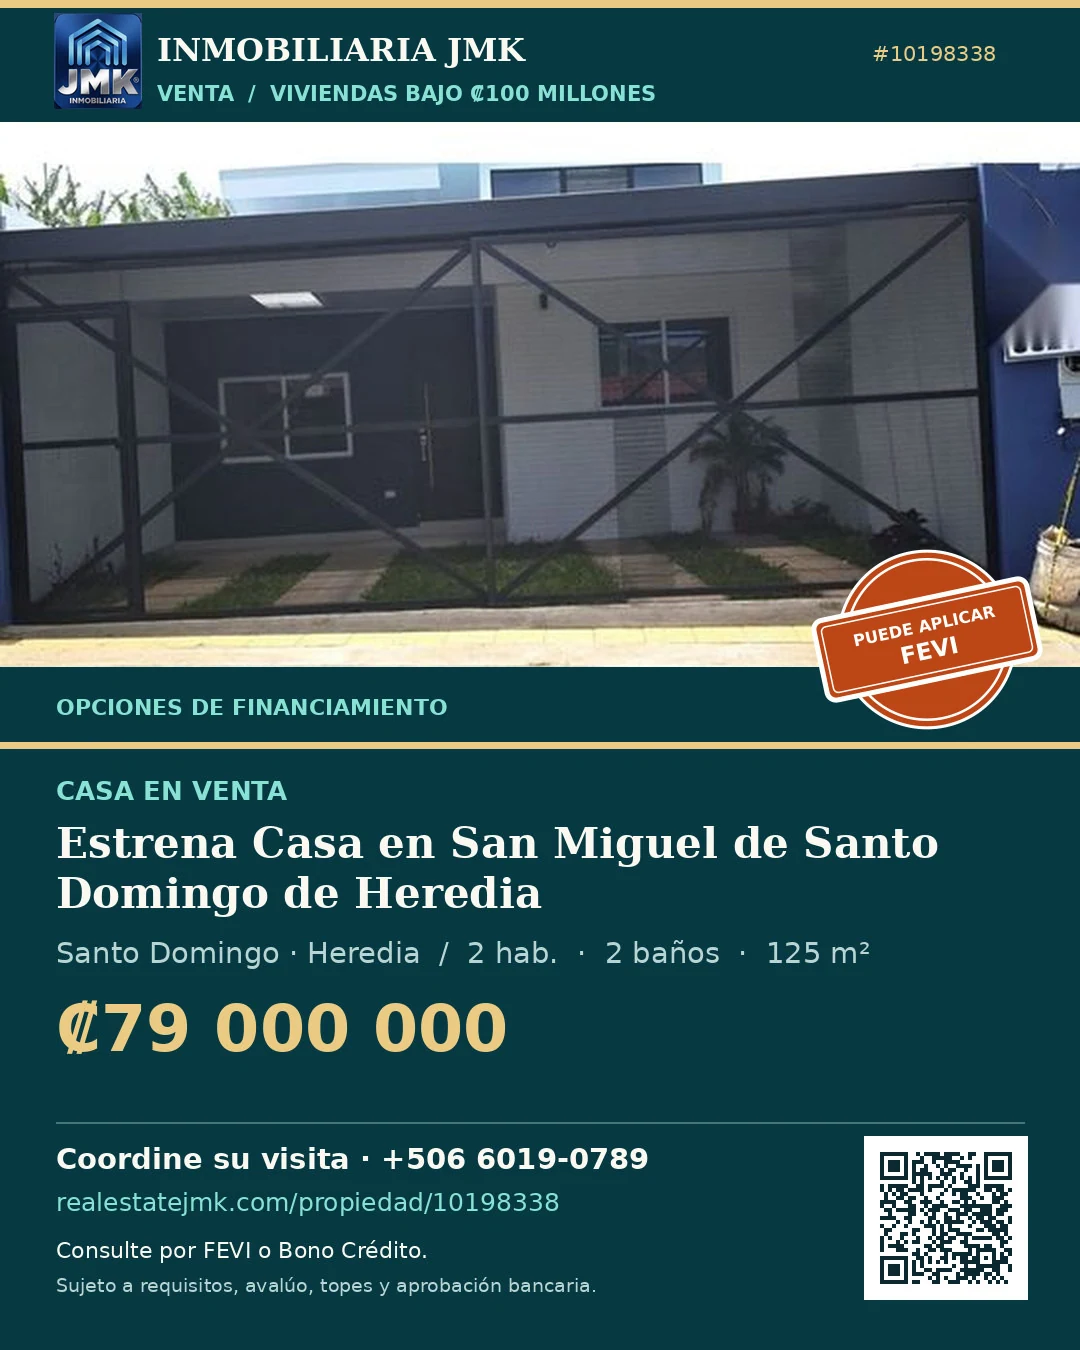 JMK
INMOBILIARIA
INMOBILIARIA JMK
#10198338
VENTA / VIVIENDAS BAJO ₡100 MILLONES
PUEDE APLICAR
FEVI
OPCIONES DE FINANCIAMIENTO
CASA EN VENTA
Estrena Casa en San Miguel de Santo
Domingo de Heredia
Santo Domingo · Heredia / 2 hab. · 2 baños · 125 m²
₡79 000 000
Coordine su visita · +506 6019-0789
realestatejmk.com/propiedad/10198338
Consulte por FEVI o Bono Crédito.
Sujeto a requisitos, avalúo, topes y aprobación bancaria.